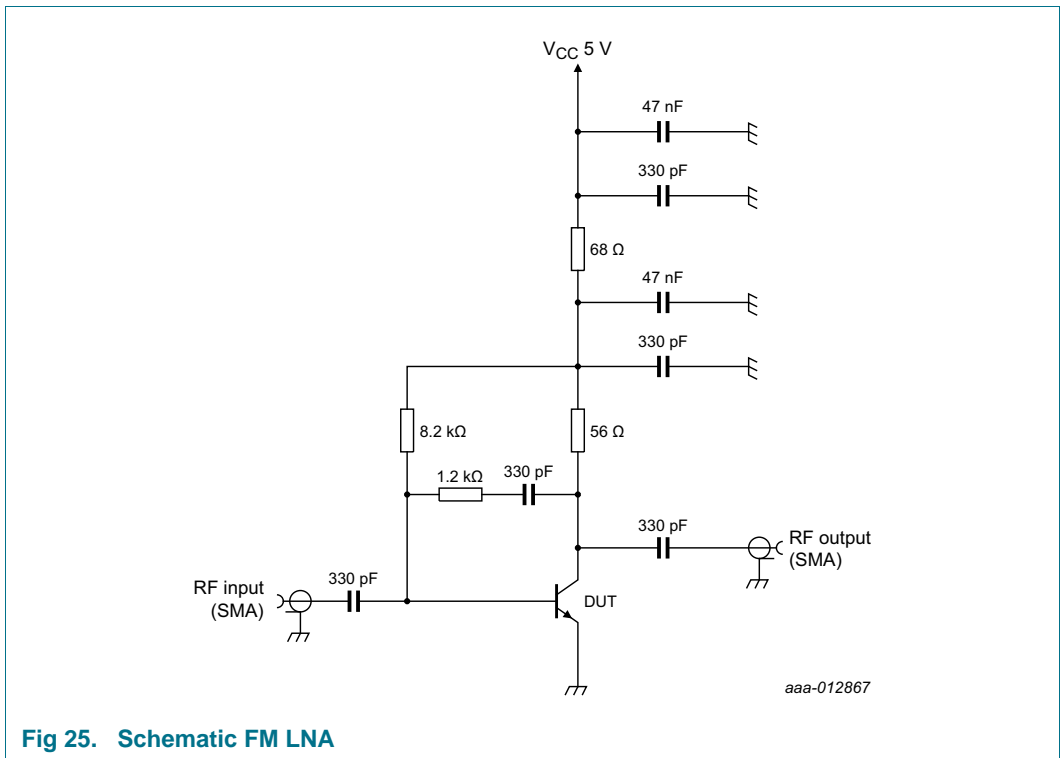 VCC 5 V
47 nF
330 pF
68 Ω
47 nF
330 pF
8.2 kΩ
56 Ω
1.2 kΩ
330 pF
330 pF
RF output
(SMA)
RF input
(SMA)
330 pF
DUT
aaa-012867
Fig 25. Schematic FM LNA